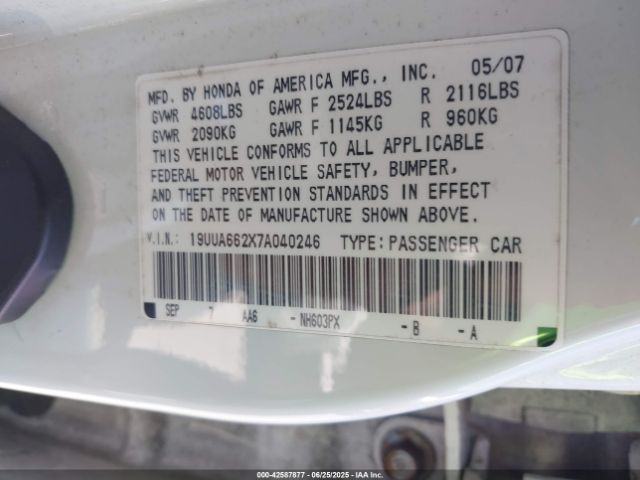 MFD. BY HONDA OF AMERICA MFG., INC. 05/07
GVWR 4608LBS GAWR F 2524LBS R 2116LBS
GVWR 2090KG GAWR F 1145KG R 960KG
THIS VEHICLE CONFORMS TO ALL APPLICABLE
FEDERAL MOTOR VEHICLE SAFETY, BUMPER,
AND THEFT PREVENTION STANDARDS IN EFFECT
ON THE DATE OF MANUFACTURE SHOWN ABOVE.
V.I.N.: 19UUA662X7A040246 TYPE:PASSENGER CAR
SEP 7 AA6 -NH603PX -B -A
000-42587877 | 06/25/2025 | IAA, Inc.